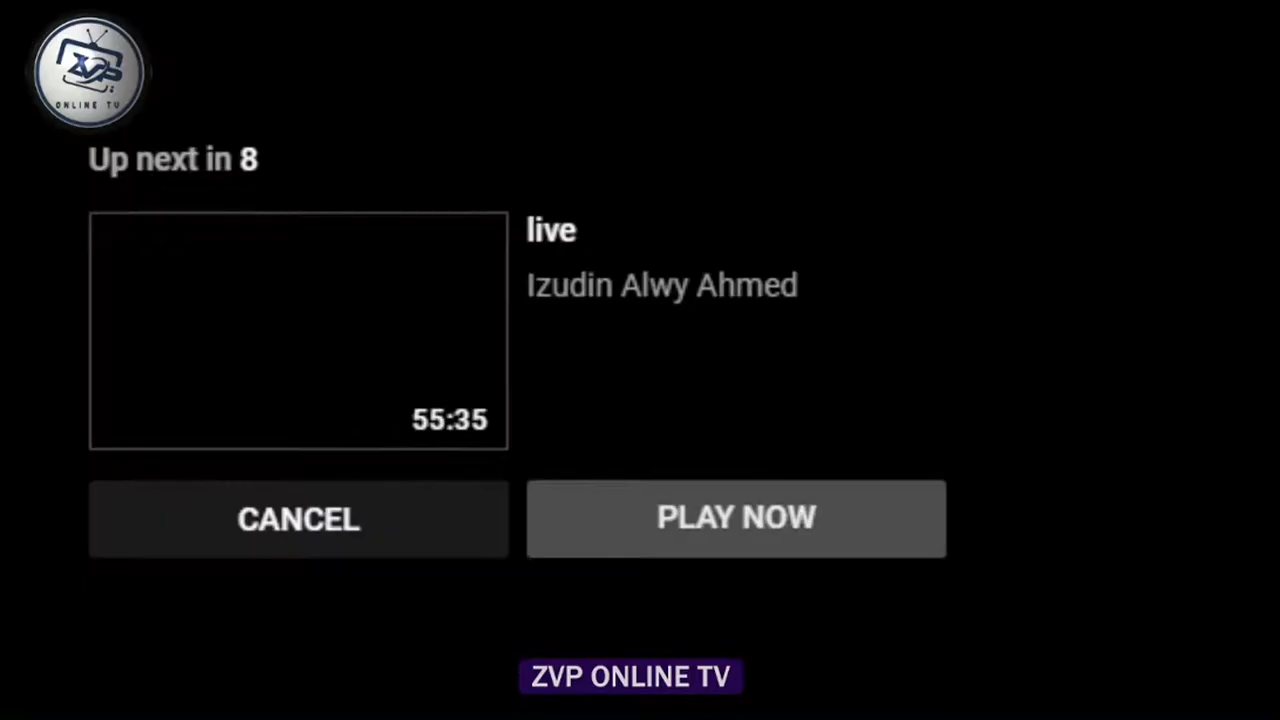 ZVP
ONLINE TV
Up next in 8
live
Izudin Alwy Ahmed
55:35
CANCEL
PLAY NOW
ZVP ONLINE TV